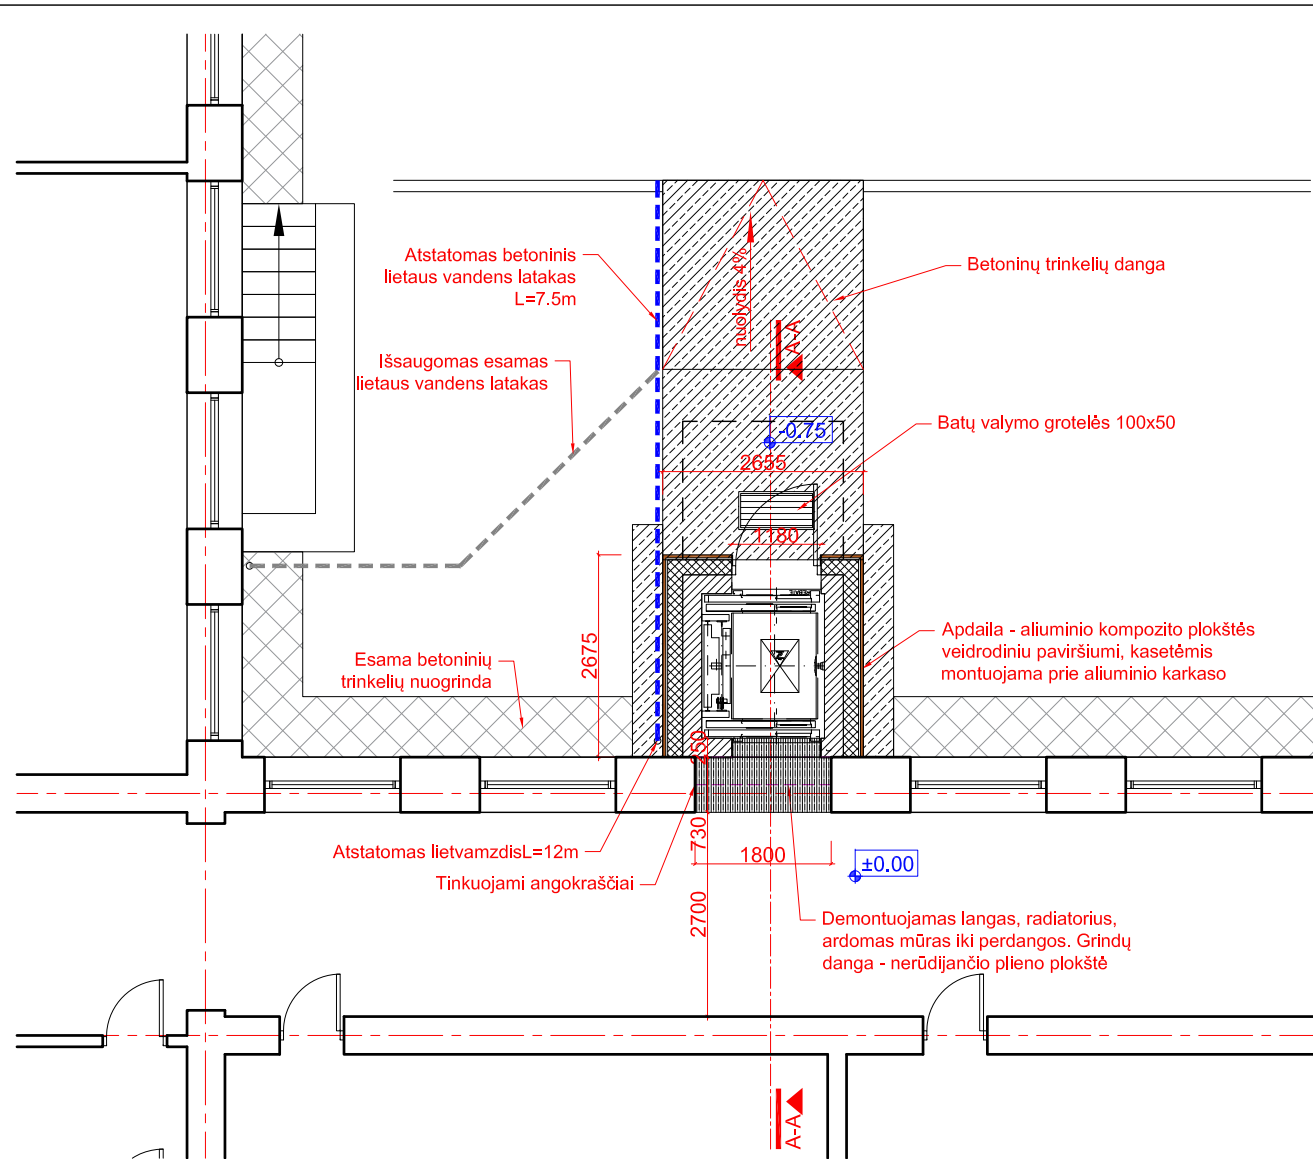 Atstatomas betoninis
lietaus vandens latakas
L=7.5m
Išsaugomas esamas
lietaus vandens latakas
nuolydis 4%
A-A
Betoninų trinkelių danga
-0.75
Batų valymo grotelės 100x50
2655
1180
2675
Esama betoninių
trinkelių nuogrinda
Apdaila - aliuminio kompozito plokštės
veidrodiniu paviršiumi, kasetėmis
montuojama prie aliuminio karkaso
250
730
1800
2700
±0.00
Atstatomas lietvamzdisL=12m
Tinkuojami angokraščiai
Demontuojamas langas, radiatorius,
ardomas mūras iki perdangos. Grindų
danga - nerūdijančio plieno plokštė
A-A